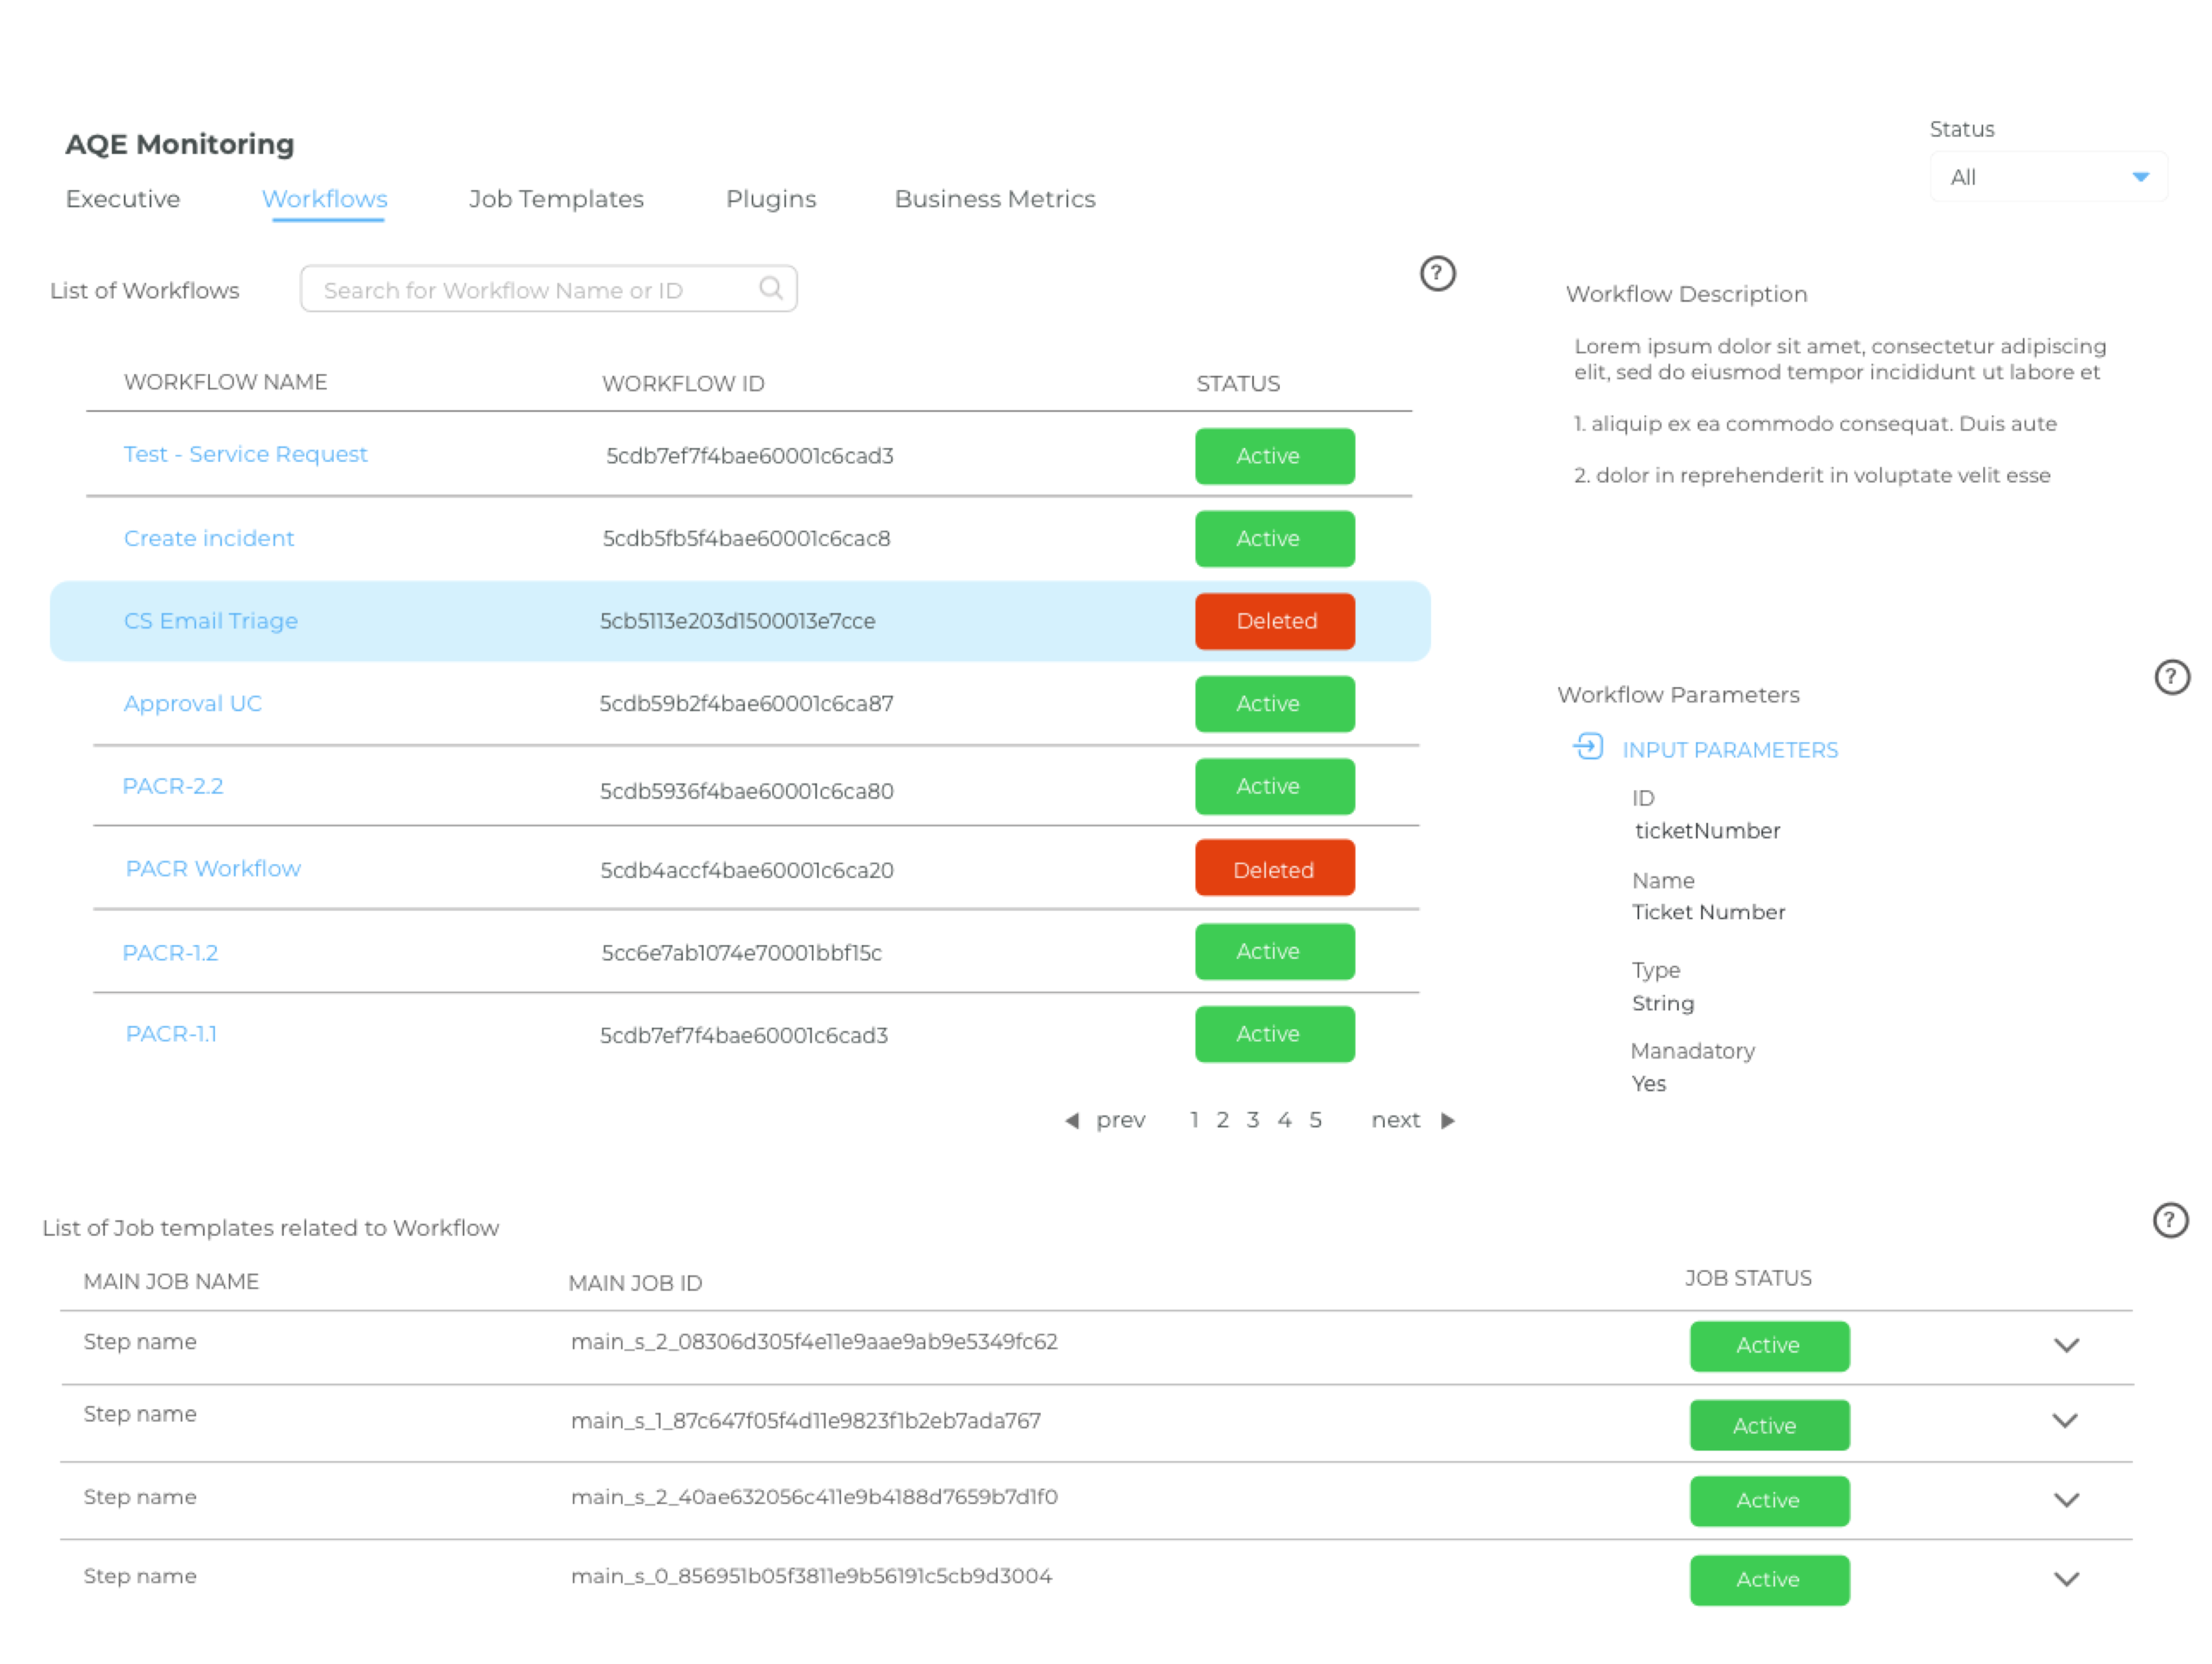 AQE Monitoring
Status
All
Executive Workflows Job Templates Plugins Business Metrics
List of Workflows
Search for Workflow Name or ID
?
WORKFLOW NAME WORKFLOW ID STATUS
Test - Service Request 5cdb7ef7f4bae60001c6cad3 Active
Create incident 5cdb5fb5f4bae60001c6cac8 Active
CS Email Triage 5cb5113e203d1500013e7cce Deleted
Approval UC 5cdb59b2f4bae60001c6ca87 Active
PACR-2.2 5cdb5936f4bae60001c6ca80 Active
PACR Workflow 5cdb4accf4bae60001c6ca20 Deleted
PACR-1.2 5cc6e7ab1074e70001bbf15c Active
PACR-1.1 5cdb7ef7f4bae60001c6cad3 Active
prev 1 2 3 4 5 next
Workflow Description
Lorem ipsum dolor sit amet, consectetur adipiscing
elit, sed do eiusmod tempor incididunt ut labore et
1. aliquip ex ea commodo consequat. Duis aute
2. dolor in reprehenderit in voluptate velit esse
?
Workflow Parameters
INPUT PARAMETERS
ID
ticketNumber
Name
Ticket Number
Type
String
Manadatory
Yes
List of Job templates related to Workflow
?
MAIN JOB NAME MAIN JOB ID JOB STATUS
Step name main_s_2_08306d305f4e11e9aae9ab9e5349fc62 Active
Step name main_s_1_87c647f05f4d11e9823f1b2eb7ada767 Active
Step name main_s_2_40ae632056c411e9b4188d7659b7d1f0 Active
Step name main_s_0_856951b05f3811e9b56191c5cb9d3004 Active